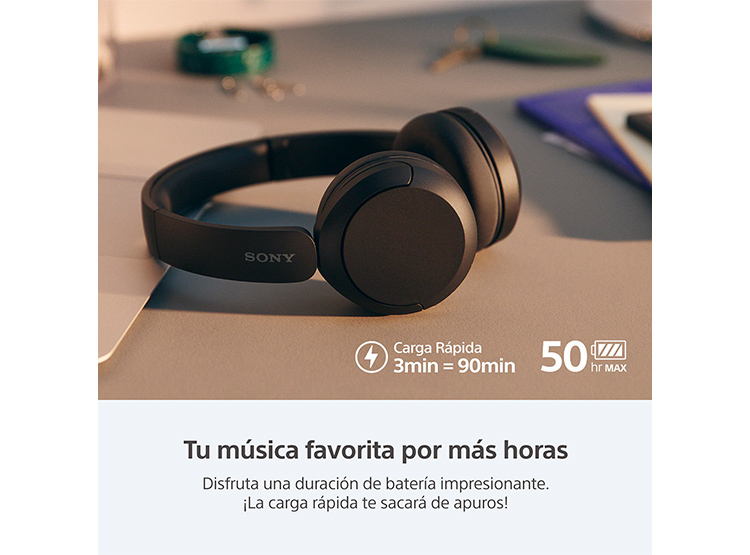 SONY
Carga Rápida
3min = 90min
50
hr MAX
Tu música favorita por más horas
Disfruta una duración de batería impresionante.
¡La carga rápida te sacará de apuros!